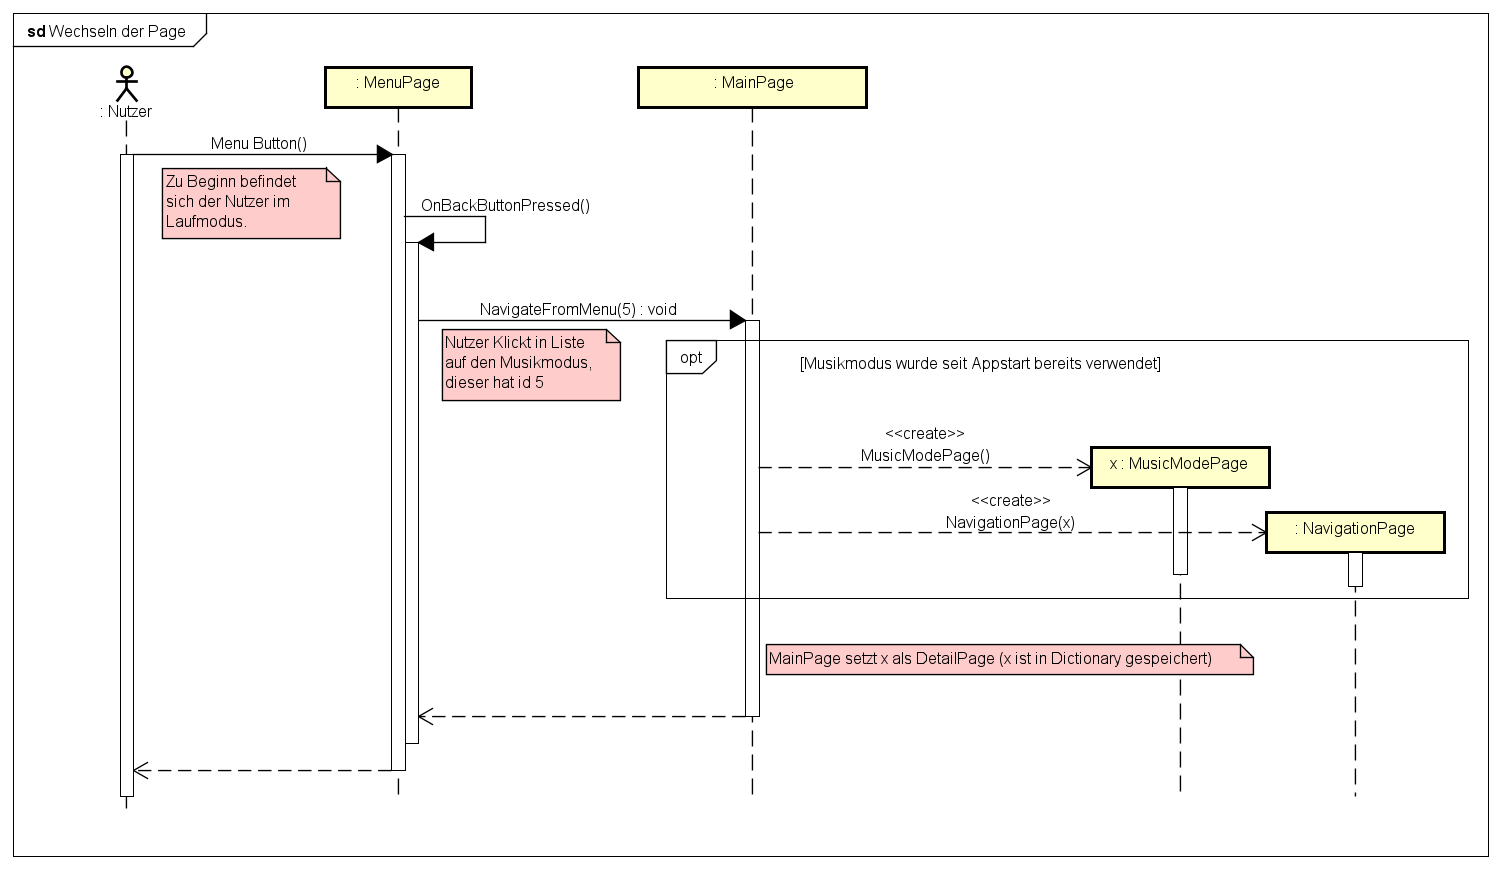 sd Wechseln der Page
: Nutzer
: MenuPage
: MainPage
Menu Button()
Zu Beginn befindet
sich der Nutzer im
Laufmodus.
OnBackButtonPressed()
NavigateFromMenu(5) : void
Nutzer Klickt in Liste
auf den Musikmodus,
dieser hat id 5
opt
[Musikmodus wurde seit Appstart bereits verwendet]
<<create>>
MusicModePage()
x : MusicModePage
<<create>>
NavigationPage(x)
: NavigationPage
MainPage setzt x als DetailPage (x ist in Dictionary gespeichert)